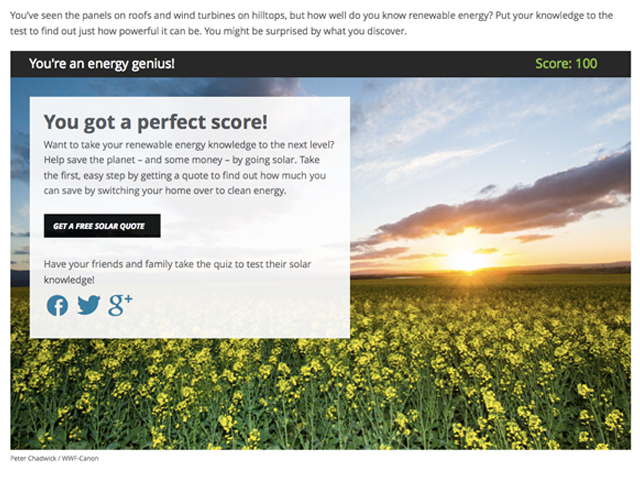 You've seen the panels on roofs and wind turbines on hilltops, but how well do you know renewable energy? Put your knowledge to the
test to find out just how powerful it can be. You might be surprised by what you discover.
You're an energy genius!
Score: 100
You got a perfect score!
Want to take your renewable energy knowledge to the next level?
Help save the planet – and some money – by going solar. Take
the first, easy step by getting a quote to find out how much you
can save by switching your home over to clean energy.
GET A FREE SOLAR QUOTE
Have your friends and family take the quiz to test their solar
knowledge!
g+
Peter Chadwick / WWF-Canon